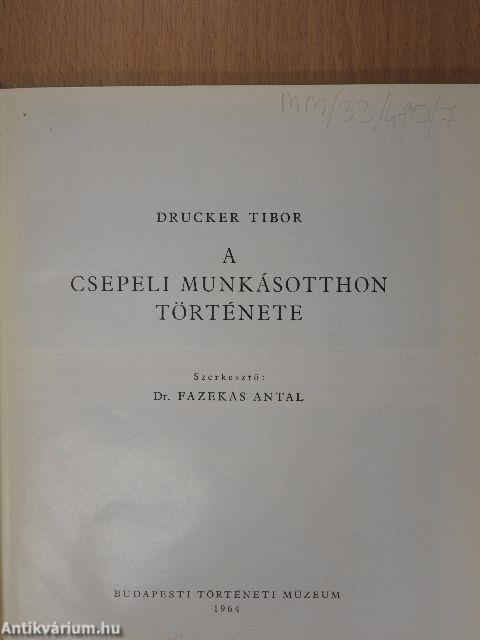 MM/33/480/7
DRUCKER TIBOR
A
CSEPELI MUNKÁSOTTHON
TÖRTÉNETE
Szerkesztő:
Dr. FAZEKAS ANTAL
BUDAPESTI TÖRTÉNETI MÚZEUM
1964
Antikvárium.hu